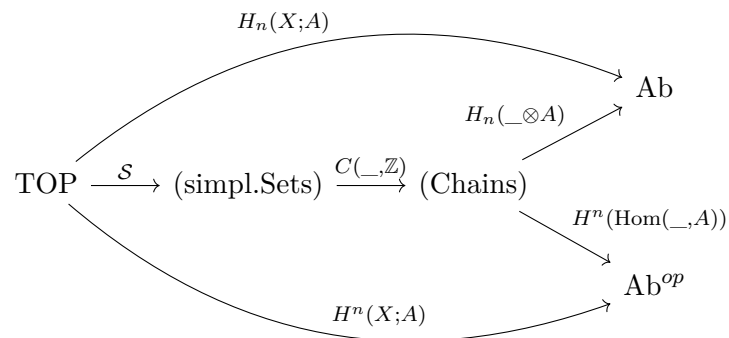 H_n(X;A)
Ab
H_n(_⊗A)
TOP 𝒮 (simpl.Sets) C(_,ℤ) (Chains)
H^n(Hom(_,A))
Ab^{op}
H^n(X;A)